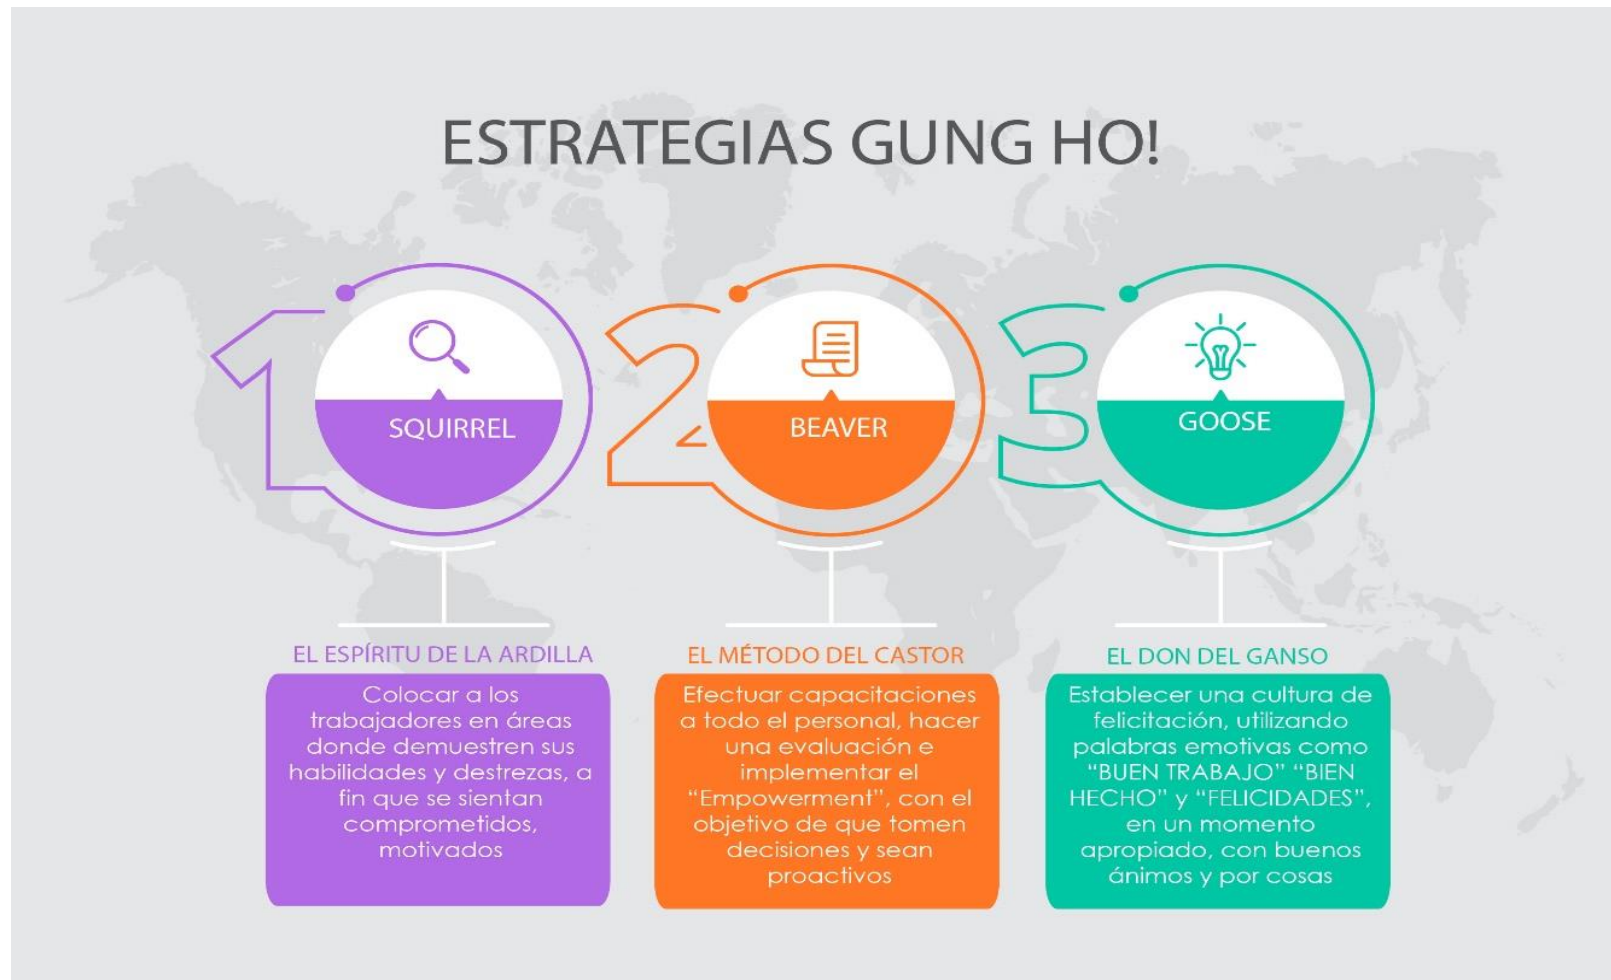 ESTRATEGIAS GUNG HO!
1
SQUIRREL
EL ESPÍRITU DE LA ARDILLA
Colocar a los
trabajadores en áreas
donde demuestren sus
habilidades y destrezas, a
fin que se sientan
comprometidos,
motivados
2
BEAVER
EL MÉTODO DEL CASTOR
Efectuar capacitaciones
a todo el personal, hacer
una evaluación e
implementar el
“Empowerment”, con el
objetivo de que tomen
decisiones y sean
proactivos
3
GOOSE
EL DON DEL GANSO
Establecer una cultura de
felicitación, utilizando
palabras emotivas como
“BUEN TRABAJO” “BIEN
HECHO” y “FELICIDADES”,
en un momento
apropiado, con buenos
ánimos y por cosas